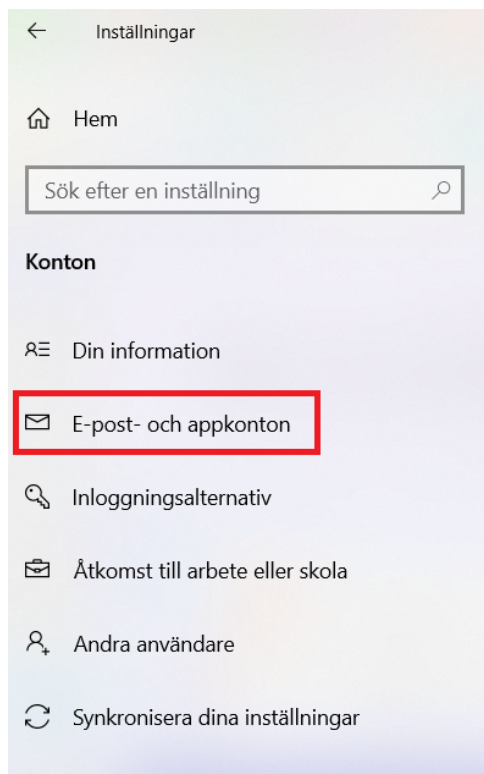 Inställningar
Hem
Sök efter en inställning
Konton
Din information
E-post- och appkonton
Inloggningsalternativ
Åtkomst till arbete eller skola
Andra användare
Synkronisera dina inställningar